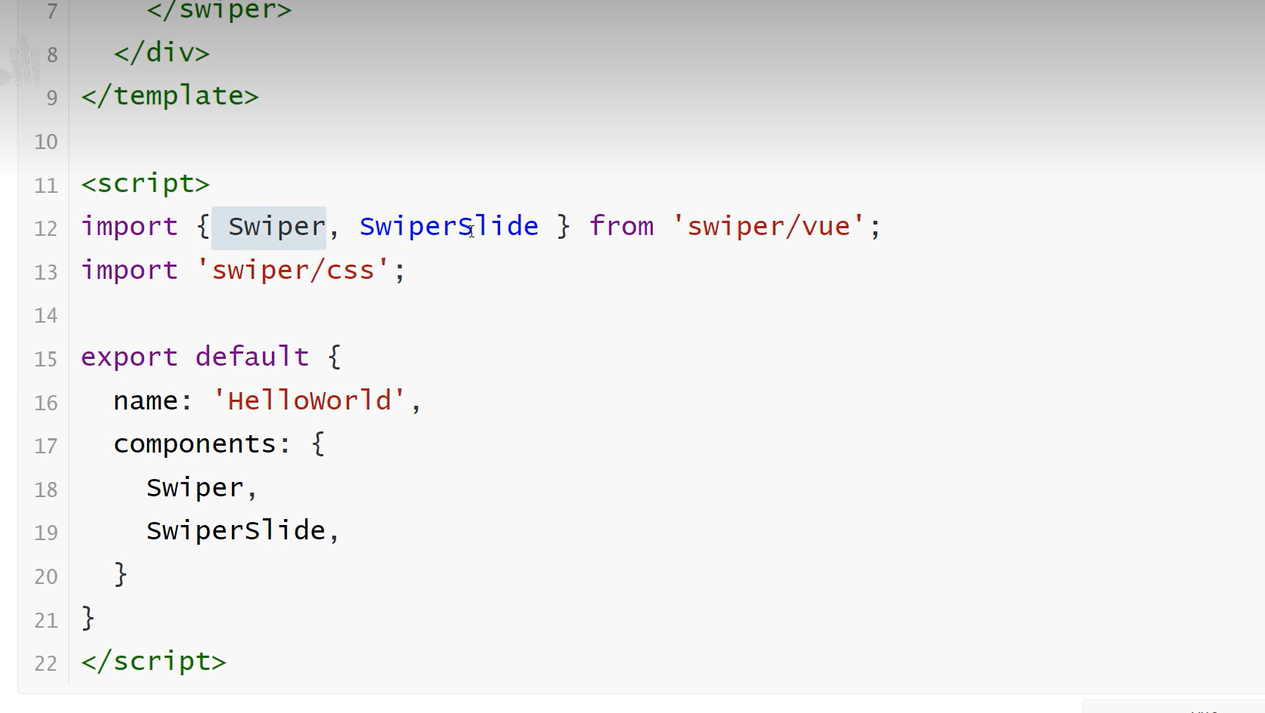 7 </swiper>
8 </div>
9 </template>
10
11 <script>
12 import { Swiper, SwiperSlide } from 'swiper/vue';
13 import 'swiper/css';
14
15 export default {
16 name: 'HelloWorld',
17 components: {
18 Swiper,
19 SwiperSlide,
20 }
21 }
22 </script>